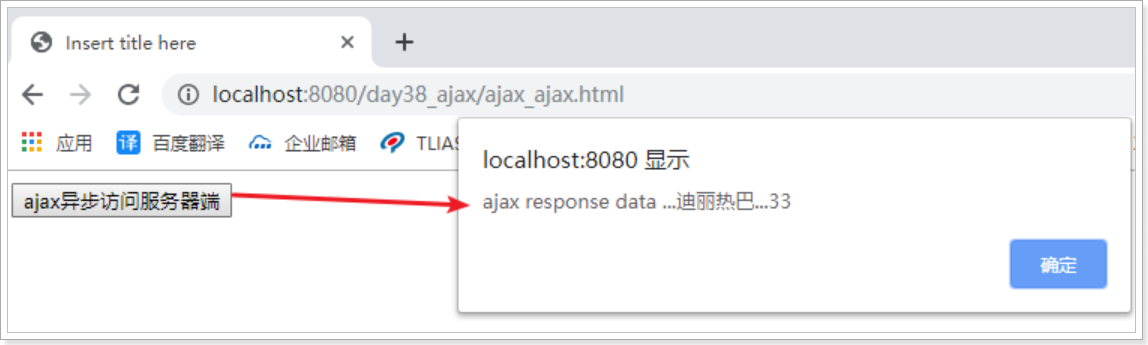 Insert title here
localhost:8080/day38_ajax/ajax_ajax.html
应用 译 百度翻译 企业邮箱 TLIAS
localhost:8080 显示
ajax异步访问服务器端
ajax response data ...迪丽热巴...33
确定